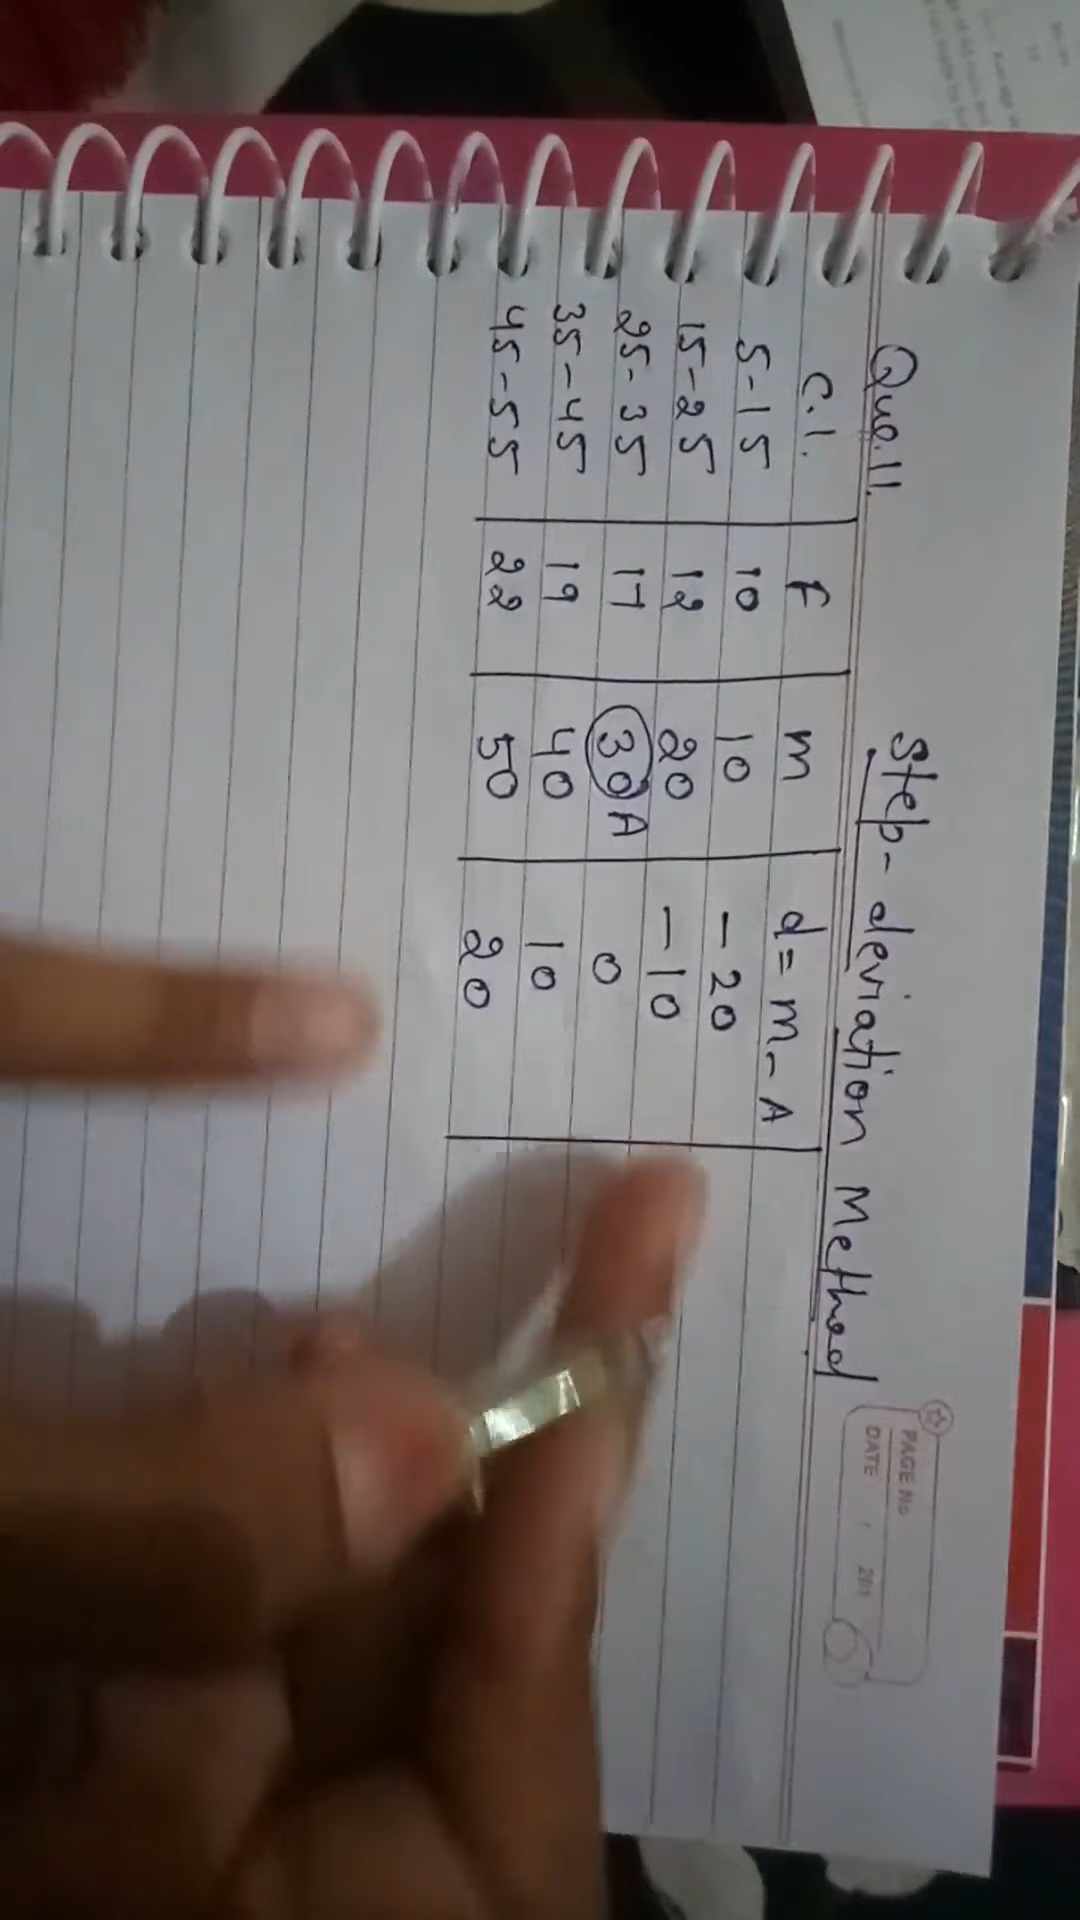 PAGE No
DATE 201
Que.11. Step-deviation Method
C.I. F m d = m - A
5-15 10 10 -20
15-25 12 20 -10
25-35 17 30 A 0
35-45 19 40 10
45-55 22 50 20